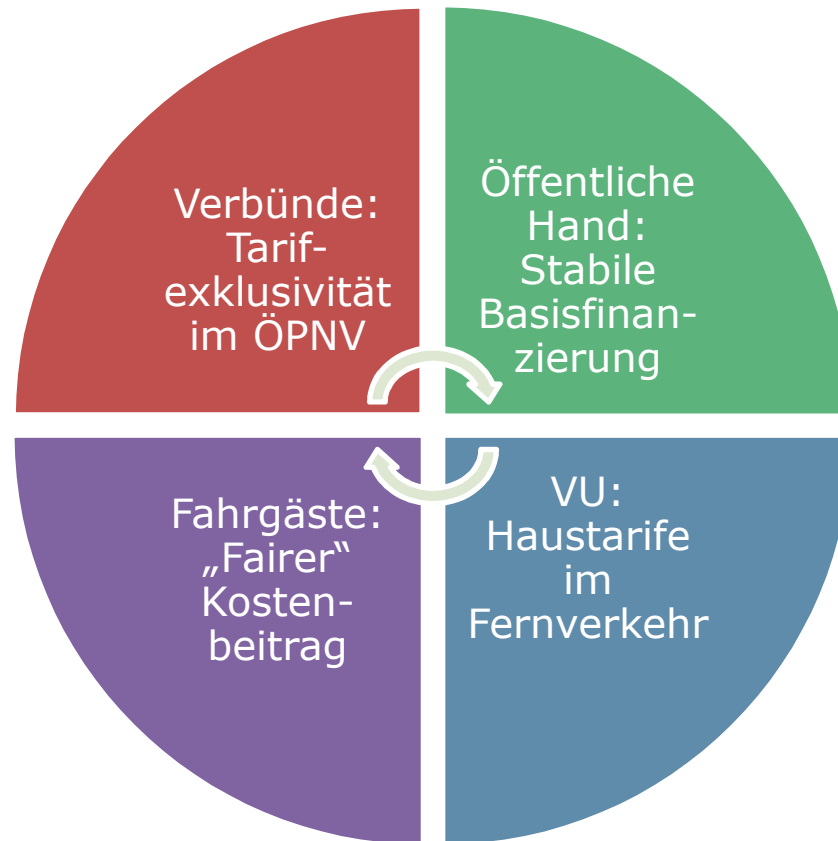 Verbünde:
Tarif-
exklusivität
im ÖPNV
Öffentliche
Hand:
Stabile
Basisfinan-
zierung
Fahrgäste:
„Fairer“
Kosten-
beitrag
VU:
Haustarife
im
Fernverkehr